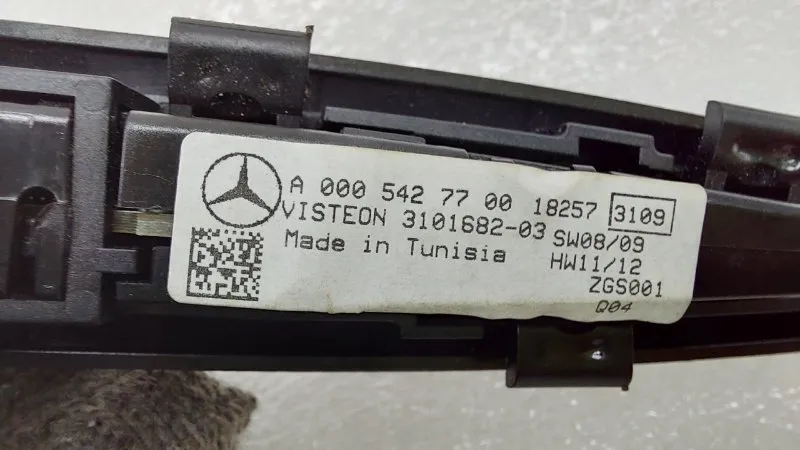 A 000 542 77 00 18257 3109
VISTEON 3101682-03 SW08/09
Made in Tunisia HW11/12
ZGS001
Q04